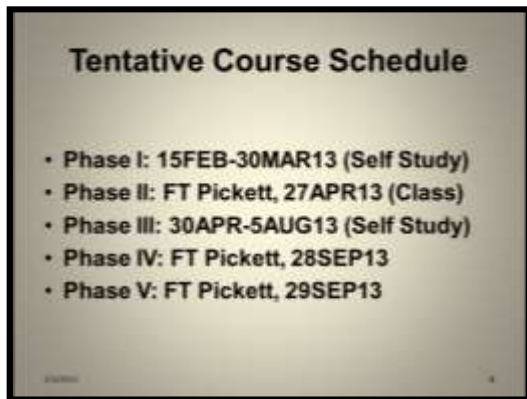 Tentative Course Schedule
• Phase I: 15FEB-30MAR13 (Self Study)
• Phase II: FT Pickett, 27APR13 (Class)
• Phase III: 30APR-5AUG13 (Self Study)
• Phase IV: FT Pickett, 28SEP13
• Phase V: FT Pickett, 29SEP13